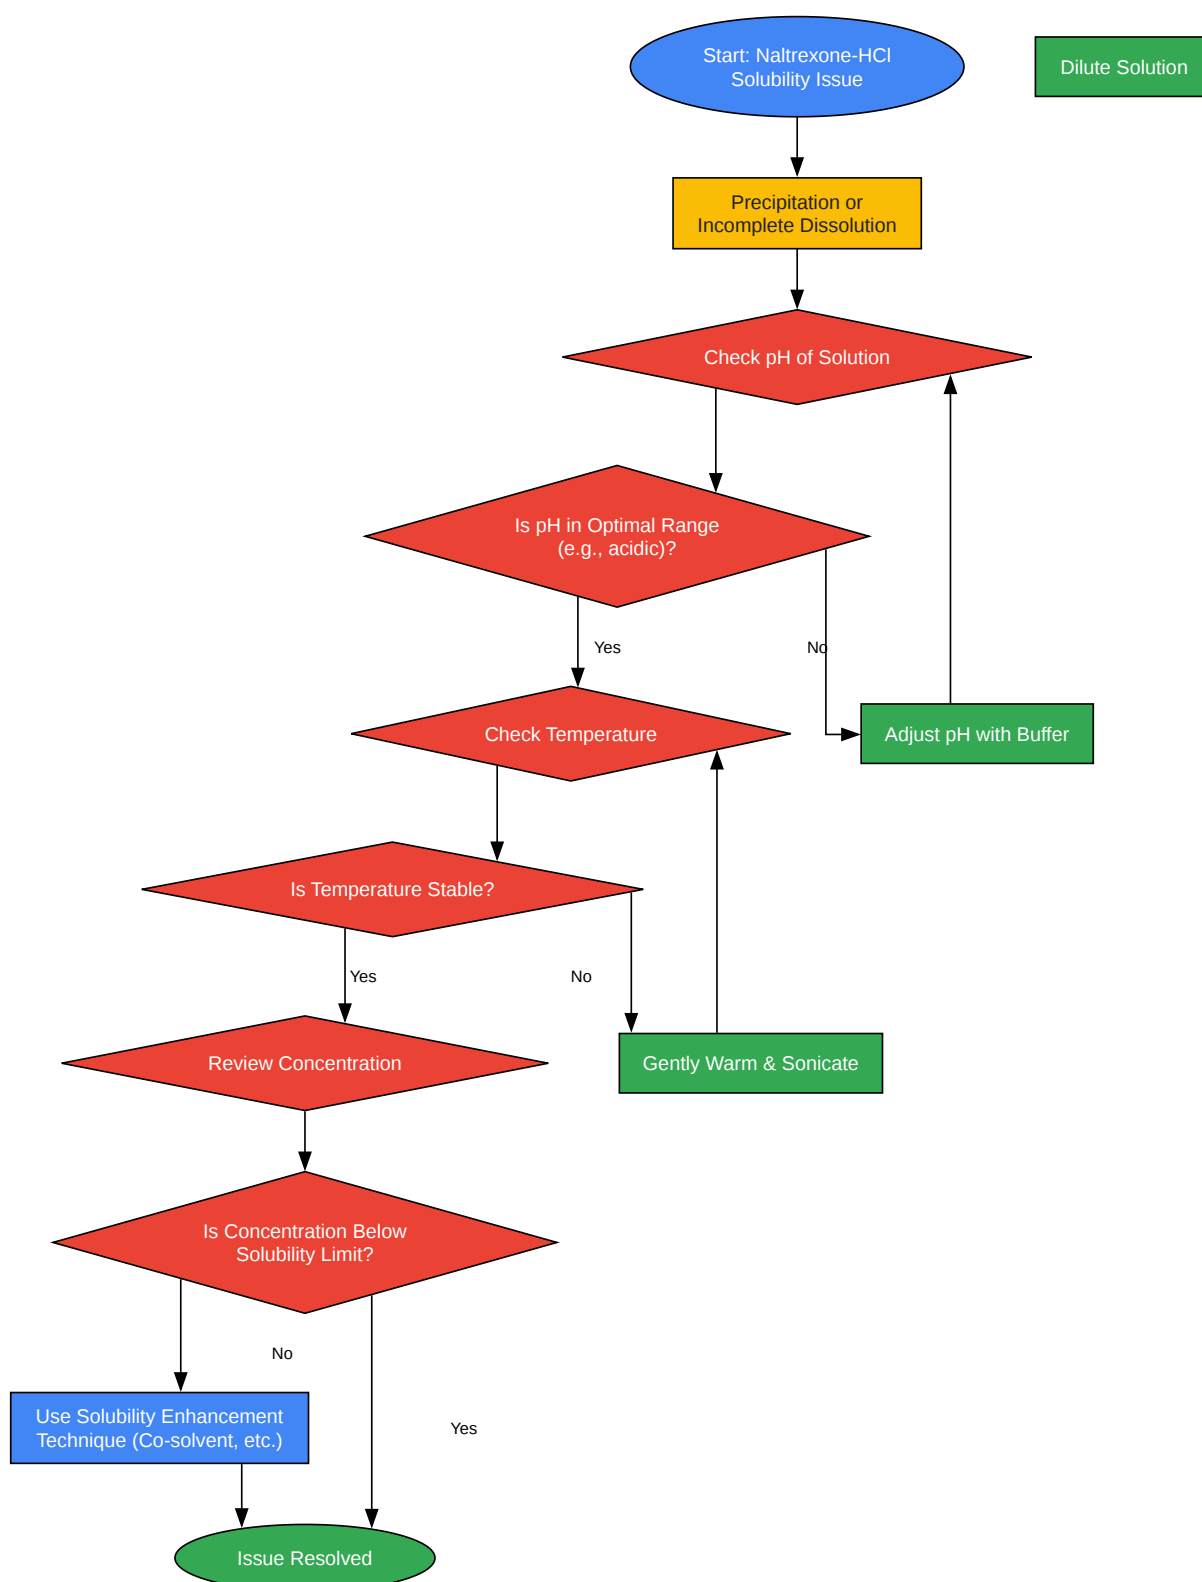 Start: Naltrexone-HCl
Solubility Issue
Dilute Solution
Precipitation or
Incomplete Dissolution
Check pH of Solution
Is pH in Optimal Range
(e.g., acidic)?
Yes
No
Check Temperature
Adjust pH with Buffer
Is Temperature Stable?
Yes
No
Review Concentration
Gently Warm & Sonicate
Is Concentration Below
Solubility Limit?
No
Use Solubility Enhancement
Technique (Co-solvent, etc.)
Yes
Issue Resolved